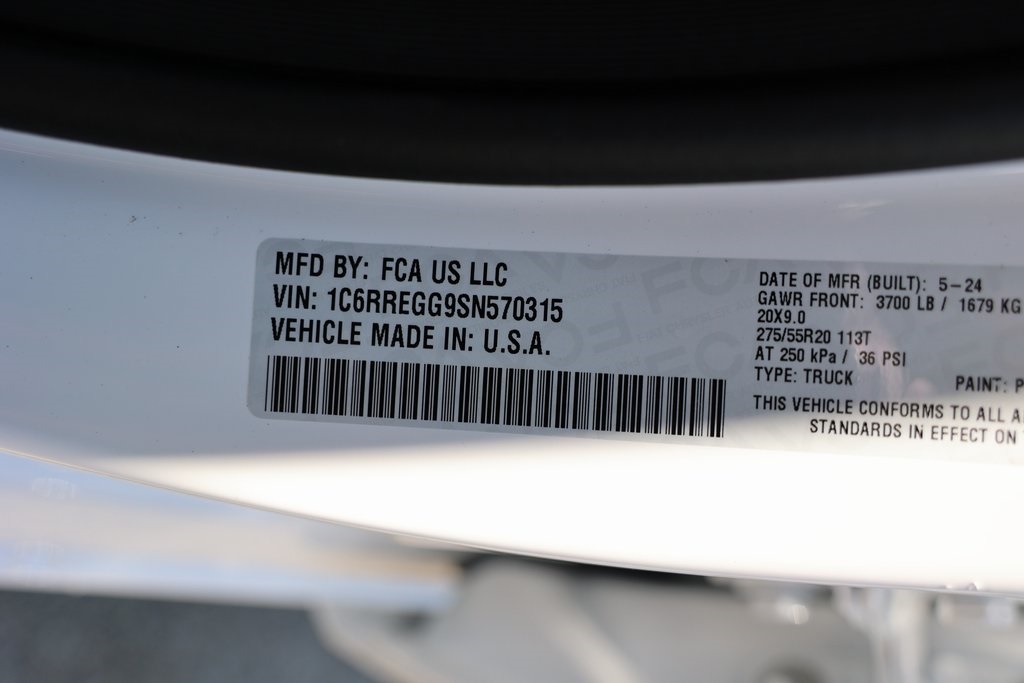 MFD BY: FCA US LLC
VIN: 1C6RREGG9SN570315
VEHICLE MADE IN: U.S.A.
DATE OF MFR (BUILT): 5-24
GAWR FRONT: 3700 LB / 1679 KG
20X9.0
275/55R20 113T
AT 250 kPa / 36 PSI
TYPE: TRUCK PAINT: P
THIS VEHICLE CONFORMS TO ALL A
STANDARDS IN EFFECT ON